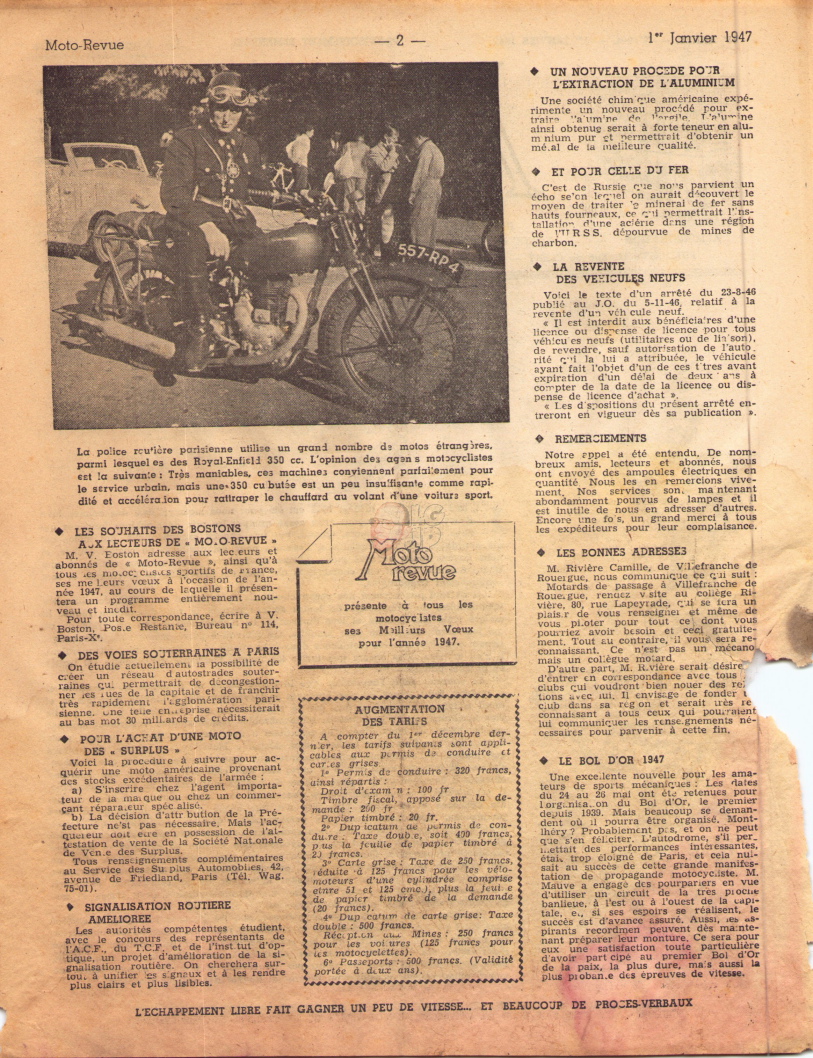 Moto-Revue
— 2 —
1er Janvier 1947
557-RP4
La police routière parisienne utilise un grand nombre de motos étrangères,
parmi lesquelles des Royal-Enfield 350 cc. L'opinion des agents motocyclistes
est la suivante : Très maniables, ces machines conviennent parfaitement pour
le service urbain, mais une 350 culbutée est un peu insuffisante comme rapi-
dité et accélération pour rattraper le chauffard au volant d'une voiture sport.
◆ LES SOUHAITS DES BOSTONS
AUX LECTEURS DE « MOTO-REVUE »
M. V. Boston adresse aux lecteurs et
abonnés de « Moto-Revue », ainsi qu'à
tous les motocyclistes sportifs de France,
ses meilleurs vœux à l'occasion de l'an-
née 1947, au cours de laquelle il présen-
tera un programme entièrement nou-
veau et inédit.
Pour toute correspondance, écrire à V.
Boston, Poste Restante, Bureau n° 114,
Paris-Xe.
◆ DES VOIES SOUTERRAINES A PARIS
On étudie actuellement la possibilité de
créer un réseau d'autostrades souter-
raines qui permettrait de décongestion-
ner les rues de la capitale et de franchir
très rapidement l'agglomération pari-
sienne. Une telle entreprise nécessiterait
au bas mot 30 milliards de crédits.
◆ POUR L'ACHAT D'UNE MOTO
DES « SURPLUS »
Voici la procédure à suivre pour ac-
quérir une moto américaine provenant
des stocks excédentaires de l'armée :
a) S'inscrire chez l'agent importa-
teur de la marque ou chez un commer-
çant réparateur spécialisé.
b) La décision d'attribution de la Pré-
fecture n'est pas nécessaire. Mais l'ac-
quéreur doit être en possession de l'at-
testation de vente de la Société Nationale
de Vente des Surplus.
Tous renseignements complémentaires
au Service des Surplus Automobiles, 42,
avenue de Friedland, Paris (Tél. Wag.
75-01).
◆ SIGNALISATION ROUTIERE
AMELIOREE
Les autorités compétentes étudient,
avec le concours des représentants de
l'A.C.F., du T.C.F. et de l'institut d'op-
tique, un projet d'amélioration de la si-
gnalisation routière. On cherchera sur-
tout à unifier les signaux et à les rendre
plus clairs et plus lisibles.
Moto
revue
présente à tous les
motocyclistes
ses Meilleurs Vœux
pour l'année 1947.
AUGMENTATION
DES TARIFS
A compter du 1er décembre der-
nier, les tarifs suivants sont appli-
cables aux permis de conduire et
cartes grises.
1° Permis de conduire : 320 francs,
ainsi répartis :
Droit d'examen : 100 fr
Timbre fiscal, apposé sur la de-
mande : 200 fr
Papier timbré : 20 fr.
2° Duplicatum de permis de con-
duire. Taxe double, soit 400 francs,
plus la feuille de papier timbré à
20 francs.
3° Carte grise : Taxe de 250 francs,
réduite à 125 francs pour les vélo-
moteurs d'une cylindrée comprise
entre 51 et 125 cmc.), plus la feuille
de papier timbré de la demande
(20 francs).
4° Duplicatum de carte grise : Taxe
double : 500 francs.
Réception aux Mines : 250 francs
pour les voitures (125 francs pour
les motocyclettes).
6° Passeports : 500 francs. (Validité
portée à deux ans).
◆ UN NOUVEAU PROCEDE POUR
L'EXTRACTION DE L'ALUMINIUM
Une société chimique américaine expé-
rimente un nouveau procédé pour ex-
traire l'alumine de l'argile. L'alumine
ainsi obtenue serait à forte teneur en alu-
minium pur et permettrait d'obtenir un
métal de la meilleure qualité.
◆ ET POUR CELLE DU FER
C'est de Russie que nous parvient un
écho selon lequel on aurait découvert le
moyen de traiter le minerai de fer sans
hauts fourneaux, ce qui permettrait l'ins-
tallation d'une aciérie dans une région
de l'U R S S, dépourvue de mines de
charbon.
◆ LA REVENTE
DES VEHICULES NEUFS
Voici le texte d'un arrêté du 23-8-46
publié au J.O. du 5-11-46, relatif à la
revente d'un véhicule neuf.
« Il est interdit aux bénéficiaires d'une
licence ou dispense de licence pour tous
véhicules neufs (utilitaires ou de liaison),
de revendre, sauf autorisation de l'auto-
rité qui la lui a attribuée, le véhicule
ayant fait l'objet d'un de ces titres avant
expiration d'un délai de deux ans à
compter de la date de la licence ou dis-
pense de licence d'achat ».
« Les dispositions du présent arrêté en-
treront en vigueur dès sa publication ».
◆ REMERCIEMENTS
Notre appel a été entendu. De nom-
breux amis, lecteurs et abonnés, nous
ont envoyé des ampoules électriques en
quantité. Nous les en remercions vive-
ment. Nos services sont maintenant
abondamment pourvus de lampes et il
est inutile de nous en adresser d'autres.
Encore une fois, un grand merci à tous
les expéditeurs pour leur complaisance.
◆ LES BONNES ADRESSES
M. Rivière Camille, de Villefranche de
Rouergue, nous communique ce qui suit :
Motards de passage à Villefranche de
Rouergue, rendez visite au collègue Ri-
vière, 80, rue Lapeyrade, qui se fera un
plaisir de vous renseigner et même de
vous piloter pour tout ce dont vous
pourriez avoir besoin et ceci gratuite-
ment. Tout au contraire, il vous sera re-
connaissant. Ce n'est pas un mécano
mais un collègue motard.
D'autre part, M. Rivière serait désire
d'entrer en correspondance avec tous
clubs qui voudront bien nouer des re
tions avec lui. Il envisage de fonder
club dans sa région et serait très re
connaissant à tous ceux qui pourraient
lui communiquer les renseignements né-
cessaires pour parvenir à cette fin.
◆ LE BOL D'OR 1947
Une excellente nouvelle pour les ama-
teurs de sports mécaniques : Les dates
du 24 au 26 mai ont été retenues pour
l'organisation du Bol d'Or, le premier
depuis 1939. Mais beaucoup se deman-
dent où il pourra être organisé. Mont-
lhéry ? Probablement pas, et on ne peut
que s'en féliciter. L'autodrome, s'il per-
mettait des performances intéressantes,
était trop éloigné de Paris, et cela nui-
sait au succès de cette grande manifes-
tation de propagande motocycliste. M.
Mauve a engagé des pourparlers en vue
d'utiliser un circuit de la très proche
banlieue, à l'est ou à l'ouest de la capi-
tale, et, si ses espoirs se réalisent, le
succès est d'avance assuré. Aussi, les as-
pirants recordmen peuvent dès mainte-
nant préparer leur monture. Ce sera pour
eux une satisfaction toute particulière
d'avoir participé au premier Bol d'Or
de la paix, la plus dure, mais aussi la
plus probante des épreuves de vitesse.
L'ECHAPPEMENT LIBRE FAIT GAGNER UN PEU DE VITESSE... ET BEAUCOUP DE PROCES-VERBAUX